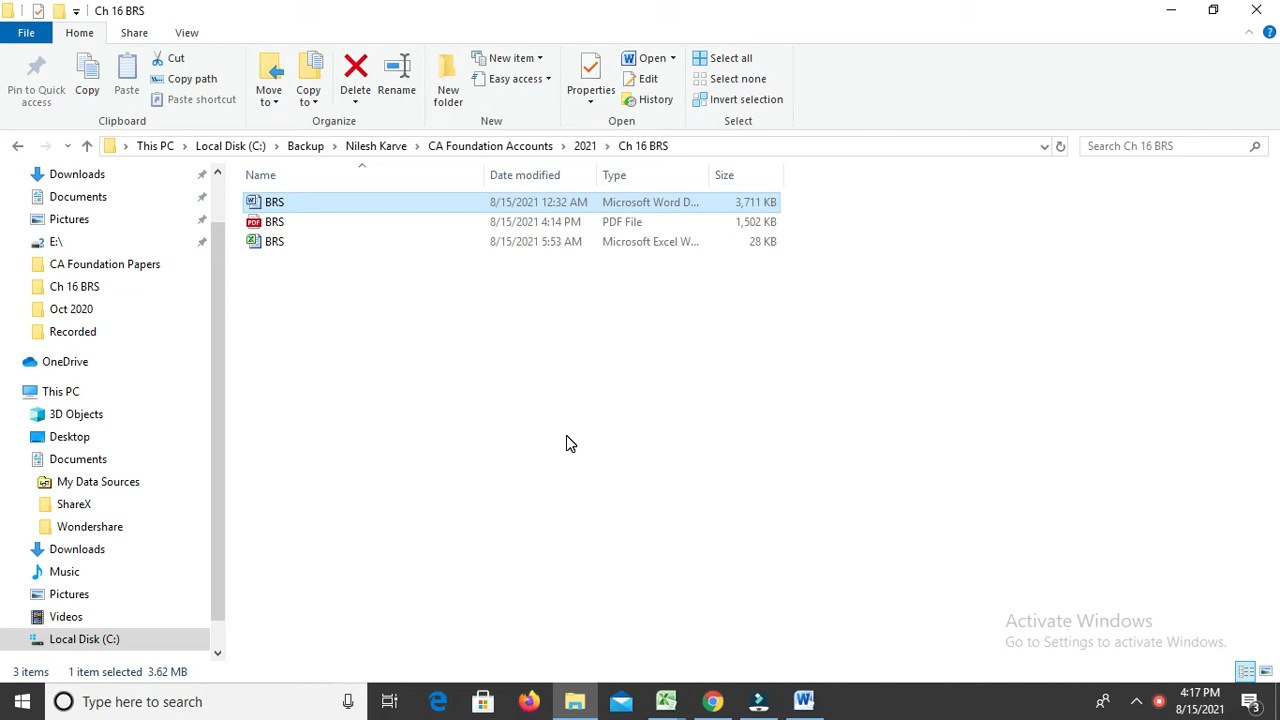 Ch 16 BRS
File Home Share View
Pin to Quick access
Copy
Paste
Cut
Copy path
Paste shortcut
Clipboard
Move to
Copy to
Delete
Rename
Organize
New folder
New item
Easy access
New
Properties
Open
Edit
History
Open
Select all
Select none
Invert selection
Select
This PC > Local Disk (C:) > Backup > Nilesh Karve > CA Foundation Accounts > 2021 > Ch 16 BRS
Search Ch 16 BRS
Name Date modified Type Size
BRS 8/15/2021 12:32 AM Microsoft Word D... 3,711 KB
PDF BRS 8/15/2021 4:14 PM PDF File 1,502 KB
BRS 8/15/2021 5:53 AM Microsoft Excel W... 28 KB
Downloads
Documents
Pictures
E:\
CA Foundation Papers
Ch 16 BRS
Oct 2020
Recorded
OneDrive
This PC
3D Objects
Desktop
Documents
My Data Sources
ShareX
Wondershare
Downloads
Music
Pictures
Videos
Local Disk (C:)
Activate Windows
Go to Settings to activate Windows.
3 items 1 item selected 3.62 MB
Type here to search
4:17 PM
8/15/2021
3